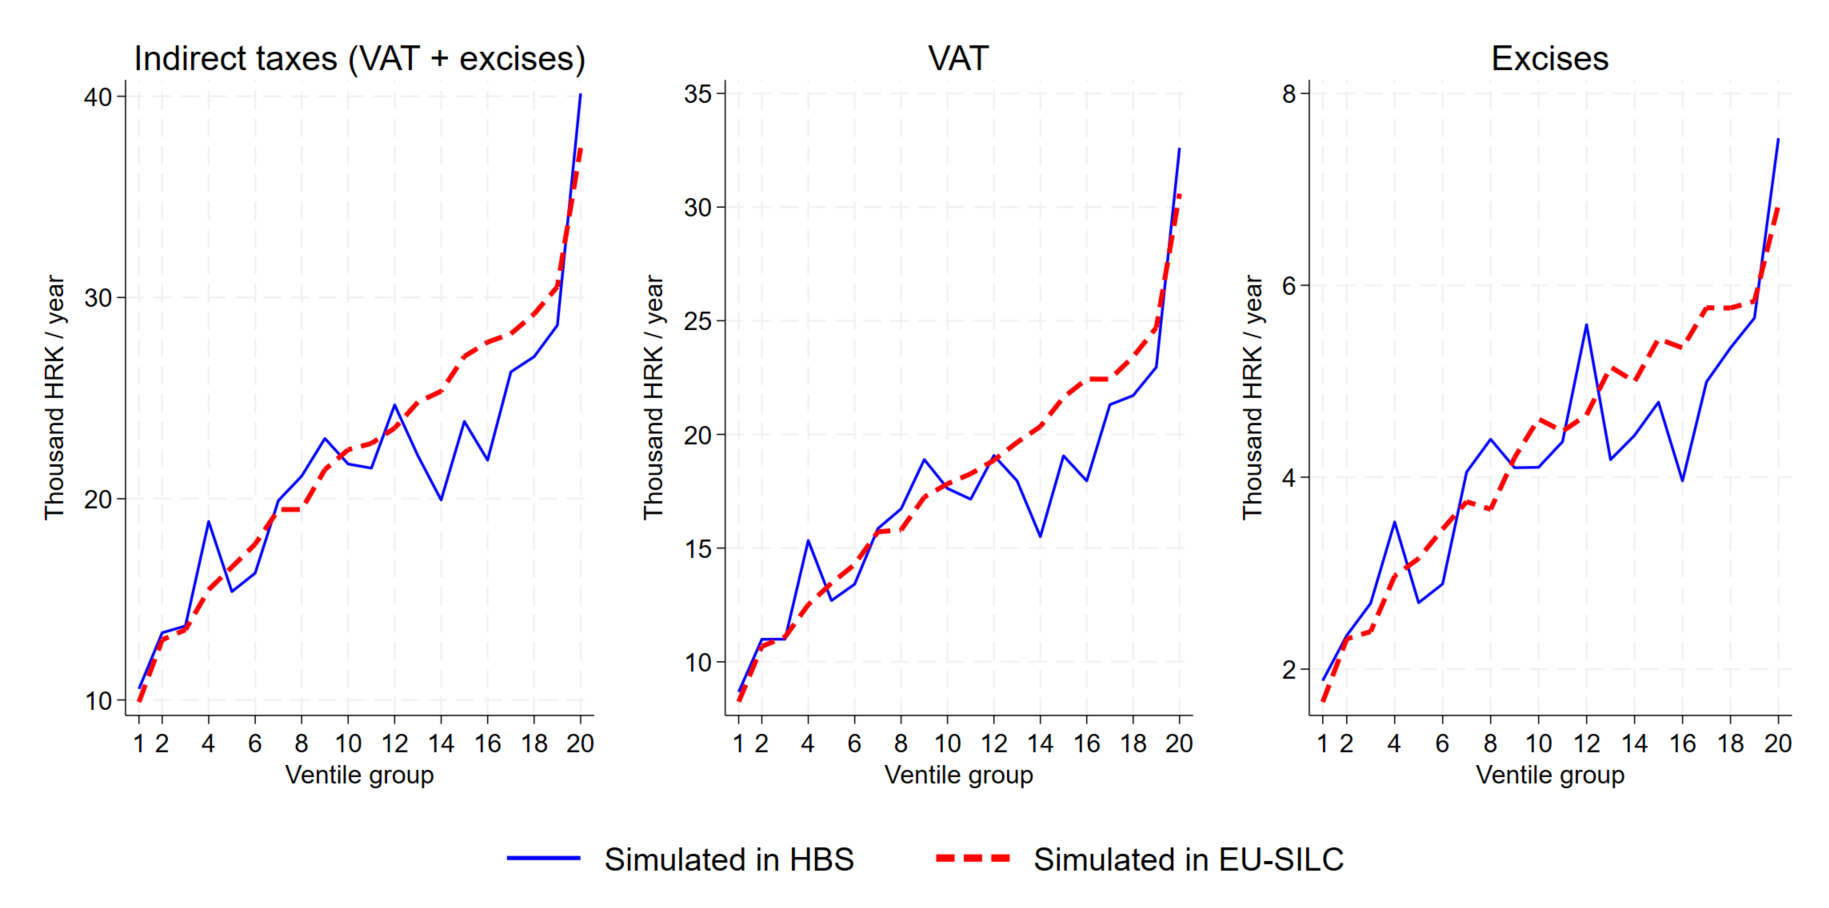 Indirect taxes (VAT + excises)
40
30
20
10
Thousand HRK / year
1 2 4 6 8 10 12 14 16 18 20
Ventile group
VAT
35
30
25
20
15
10
Thousand HRK / year
1 2 4 6 8 10 12 14 16 18 20
Ventile group
Excises
8
6
4
2
Thousand HRK / year
1 2 4 6 8 10 12 14 16 18 20
Ventile group
Simulated in HBS
Simulated in EU-SILC